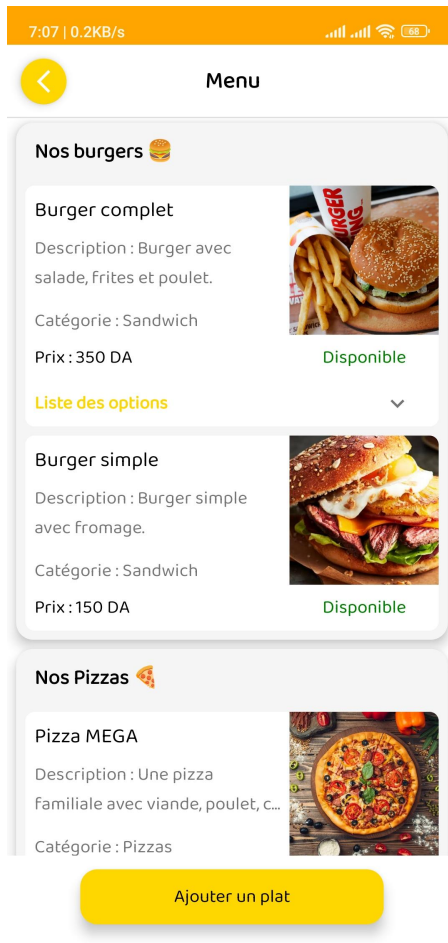 7:07 | 0.2KB/s
68
Menu
Nos burgers 🍔
Burger complet
Description : Burger avec
salade, frites et poulet.
Catégorie : Sandwich
Prix : 350 DA
Disponible
Liste des options
Burger simple
Description : Burger simple
avec fromage.
Catégorie : Sandwich
Prix : 150 DA
Disponible
Nos Pizzas 🍕
Pizza MEGA
Description : Une pizza
familiale avec viande, poulet, c...
Catégorie : Pizzas
Ajouter un plat